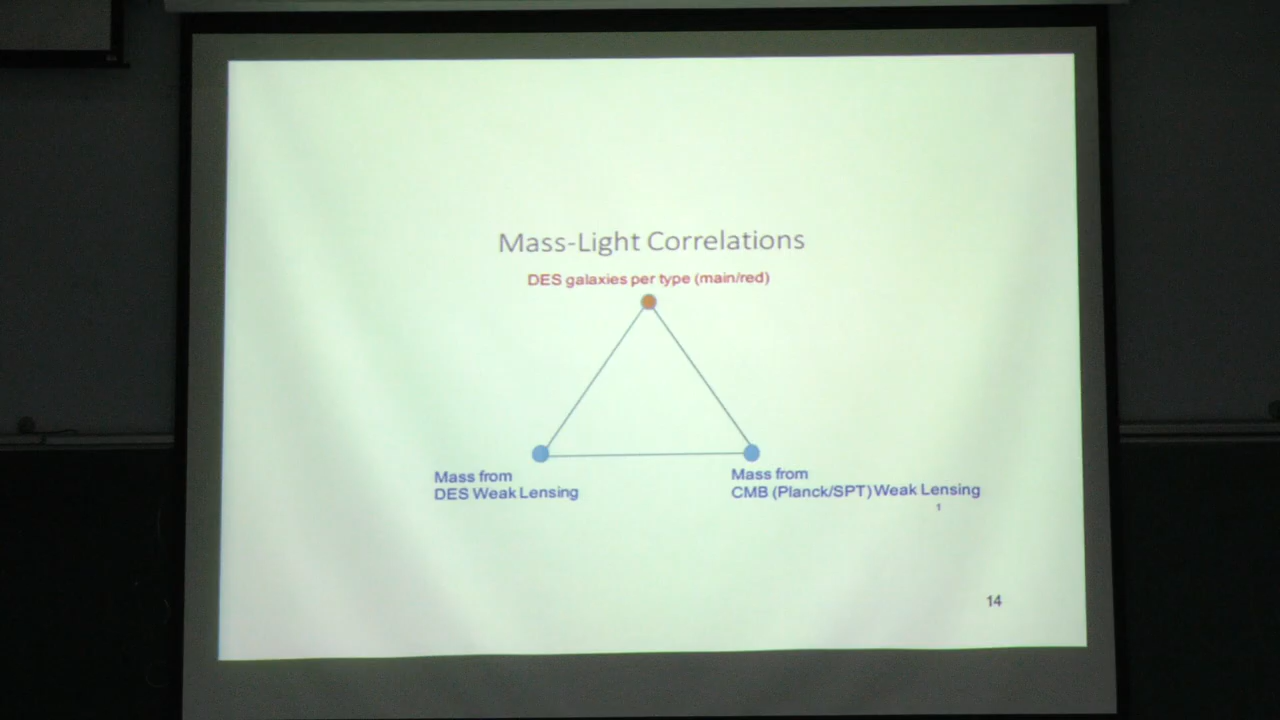 Mass-Light Correlations
DES galaxies per type (main/red)
Mass from
DES Weak Lensing
Mass from
CMB (Planck/SPT) Weak Lensing
1
14